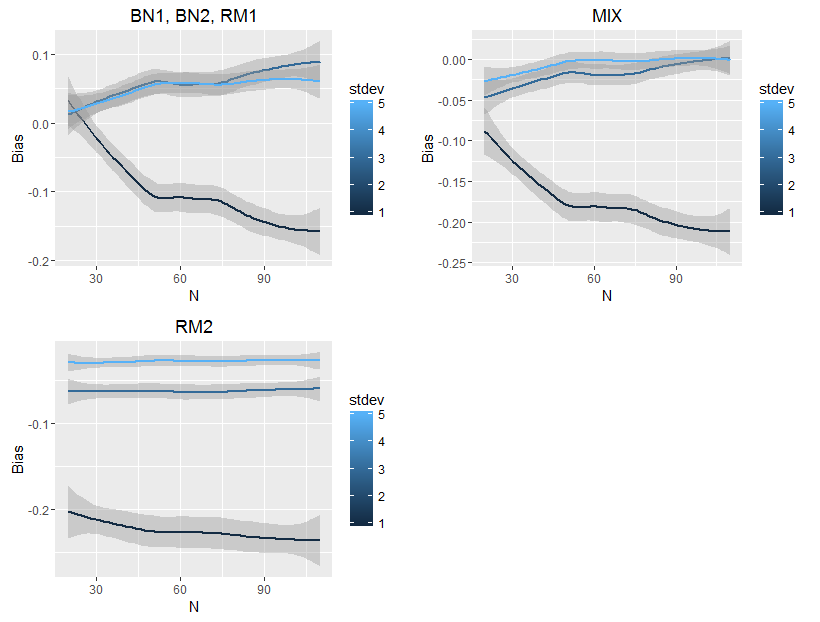 BN1, BN2, RM1
0.1
0.0
-0.1
-0.2
Bias
30 60 90
N
stdev
5
4
3
2
1
MIX
0.00
-0.05
-0.10
-0.15
-0.20
-0.25
Bias
30 60 90
N
stdev
5
4
3
2
1
RM2
-0.1
-0.2
Bias
30 60 90
N
stdev
5
4
3
2
1